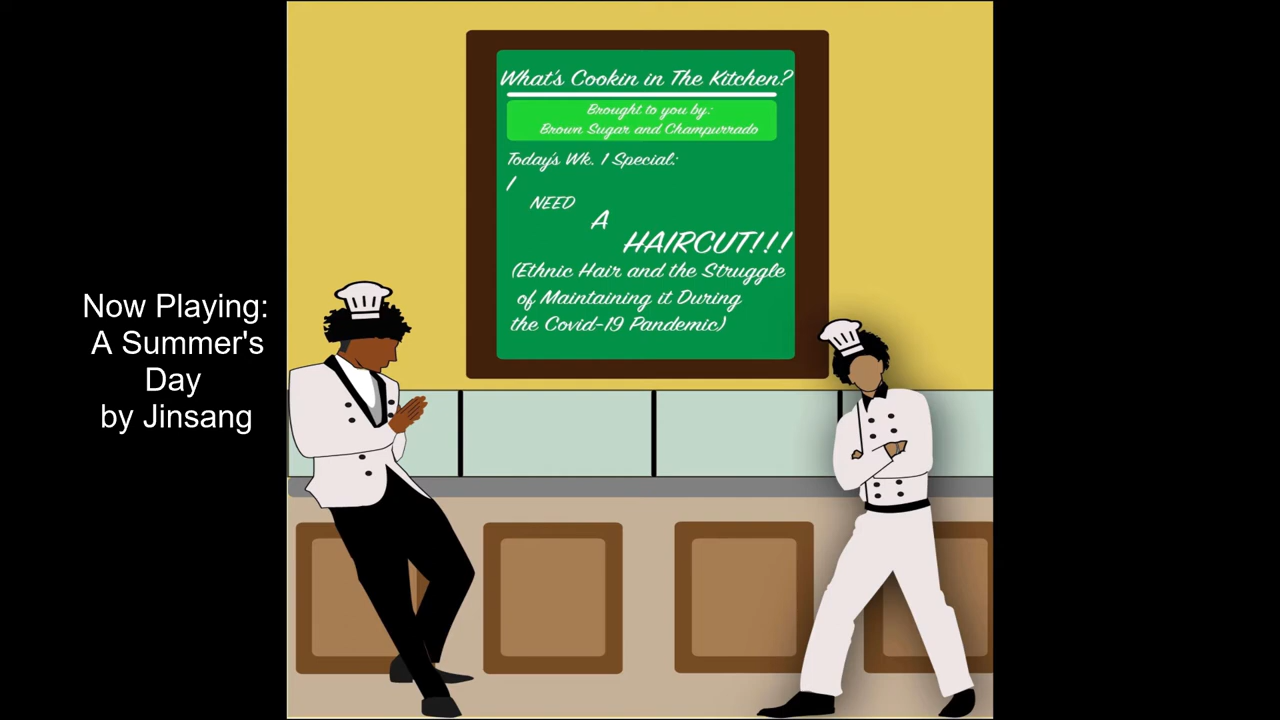 What's Cookin in The Kitchen?
Brought to you by:
Brown Sugar and Champurrado
Today's Wk. 1 Special:
I
NEED
A
HAIRCUT!!!
(Ethnic Hair and the Struggle
of Maintaining it During
the Covid-19 Pandemic)
Now Playing:
A Summer's
Day
by Jinsang